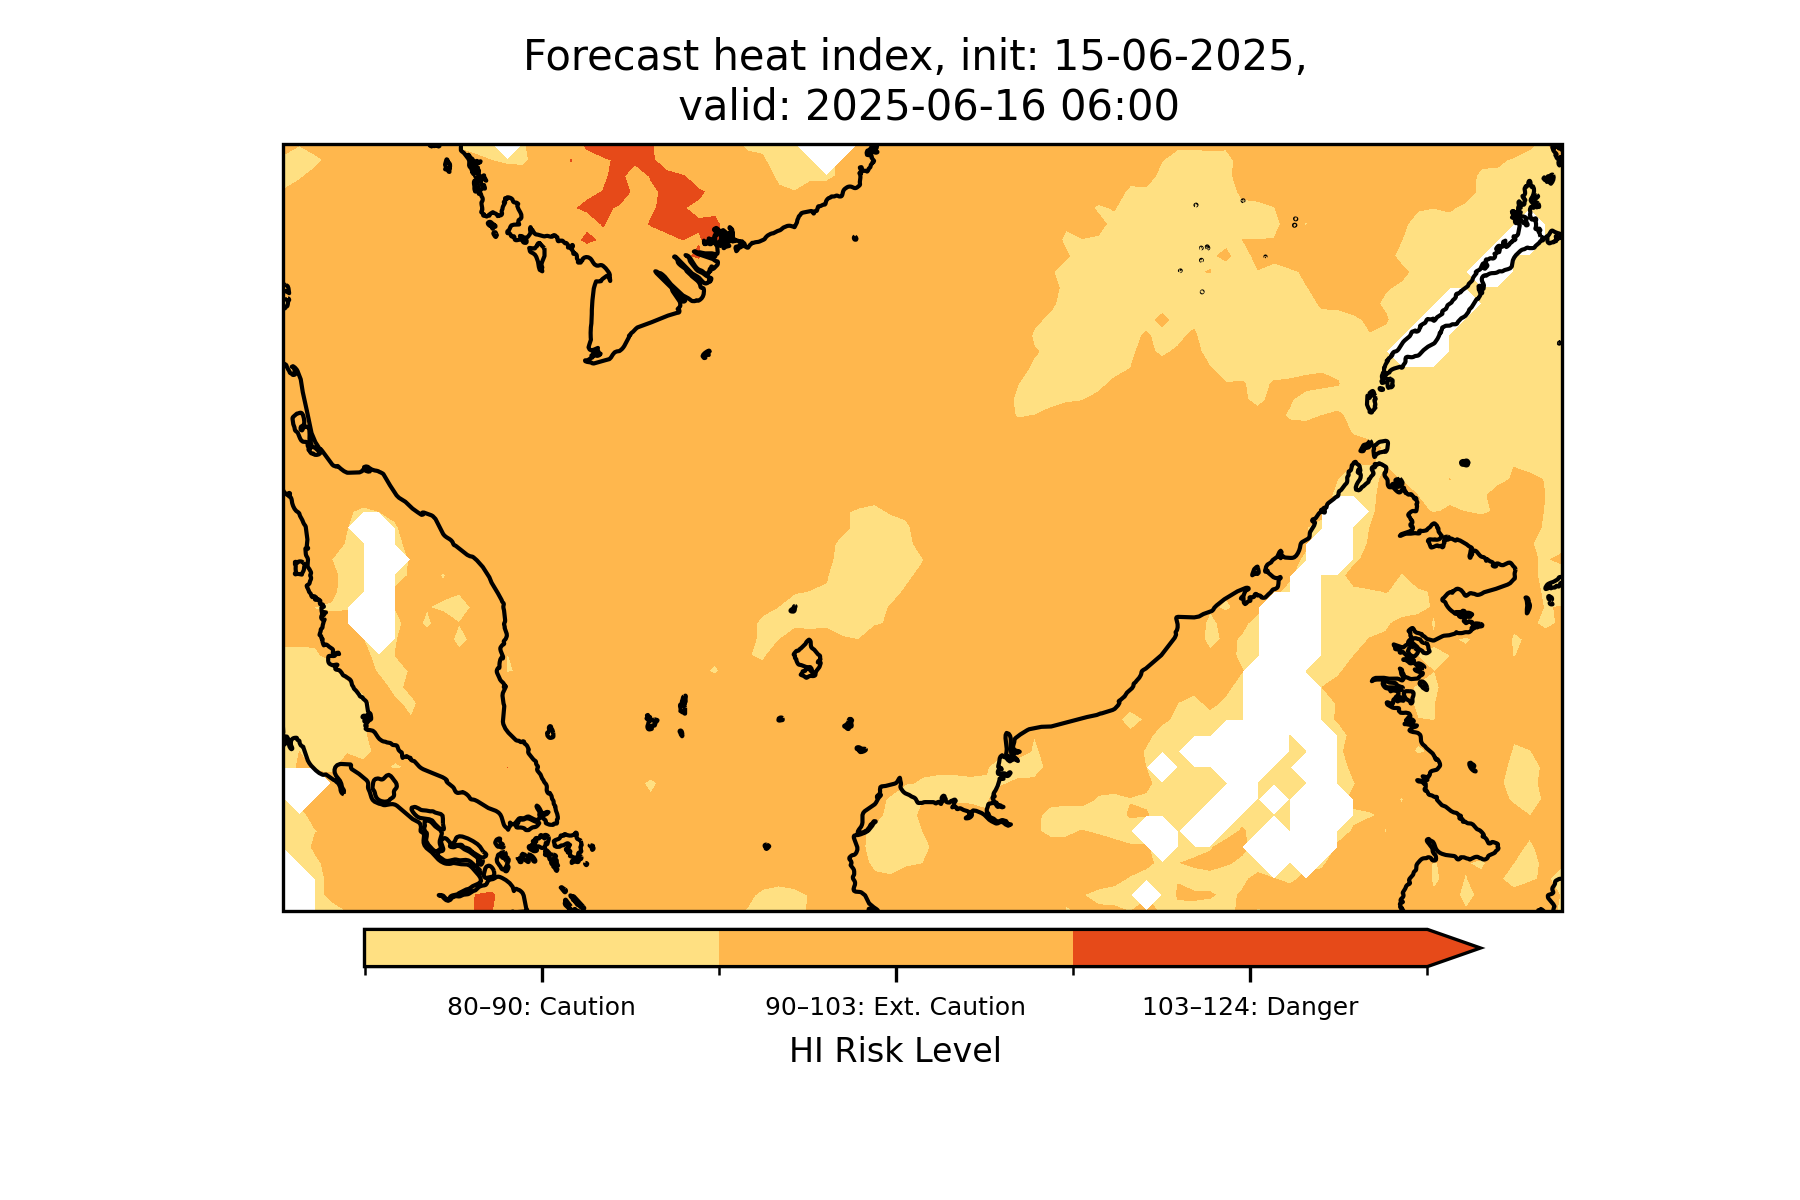 Forecast heat index, init: 15-06-2025,
valid: 2025-06-16 06:00
80–90: Caution
90–103: Ext. Caution
103–124: Danger
HI Risk Level